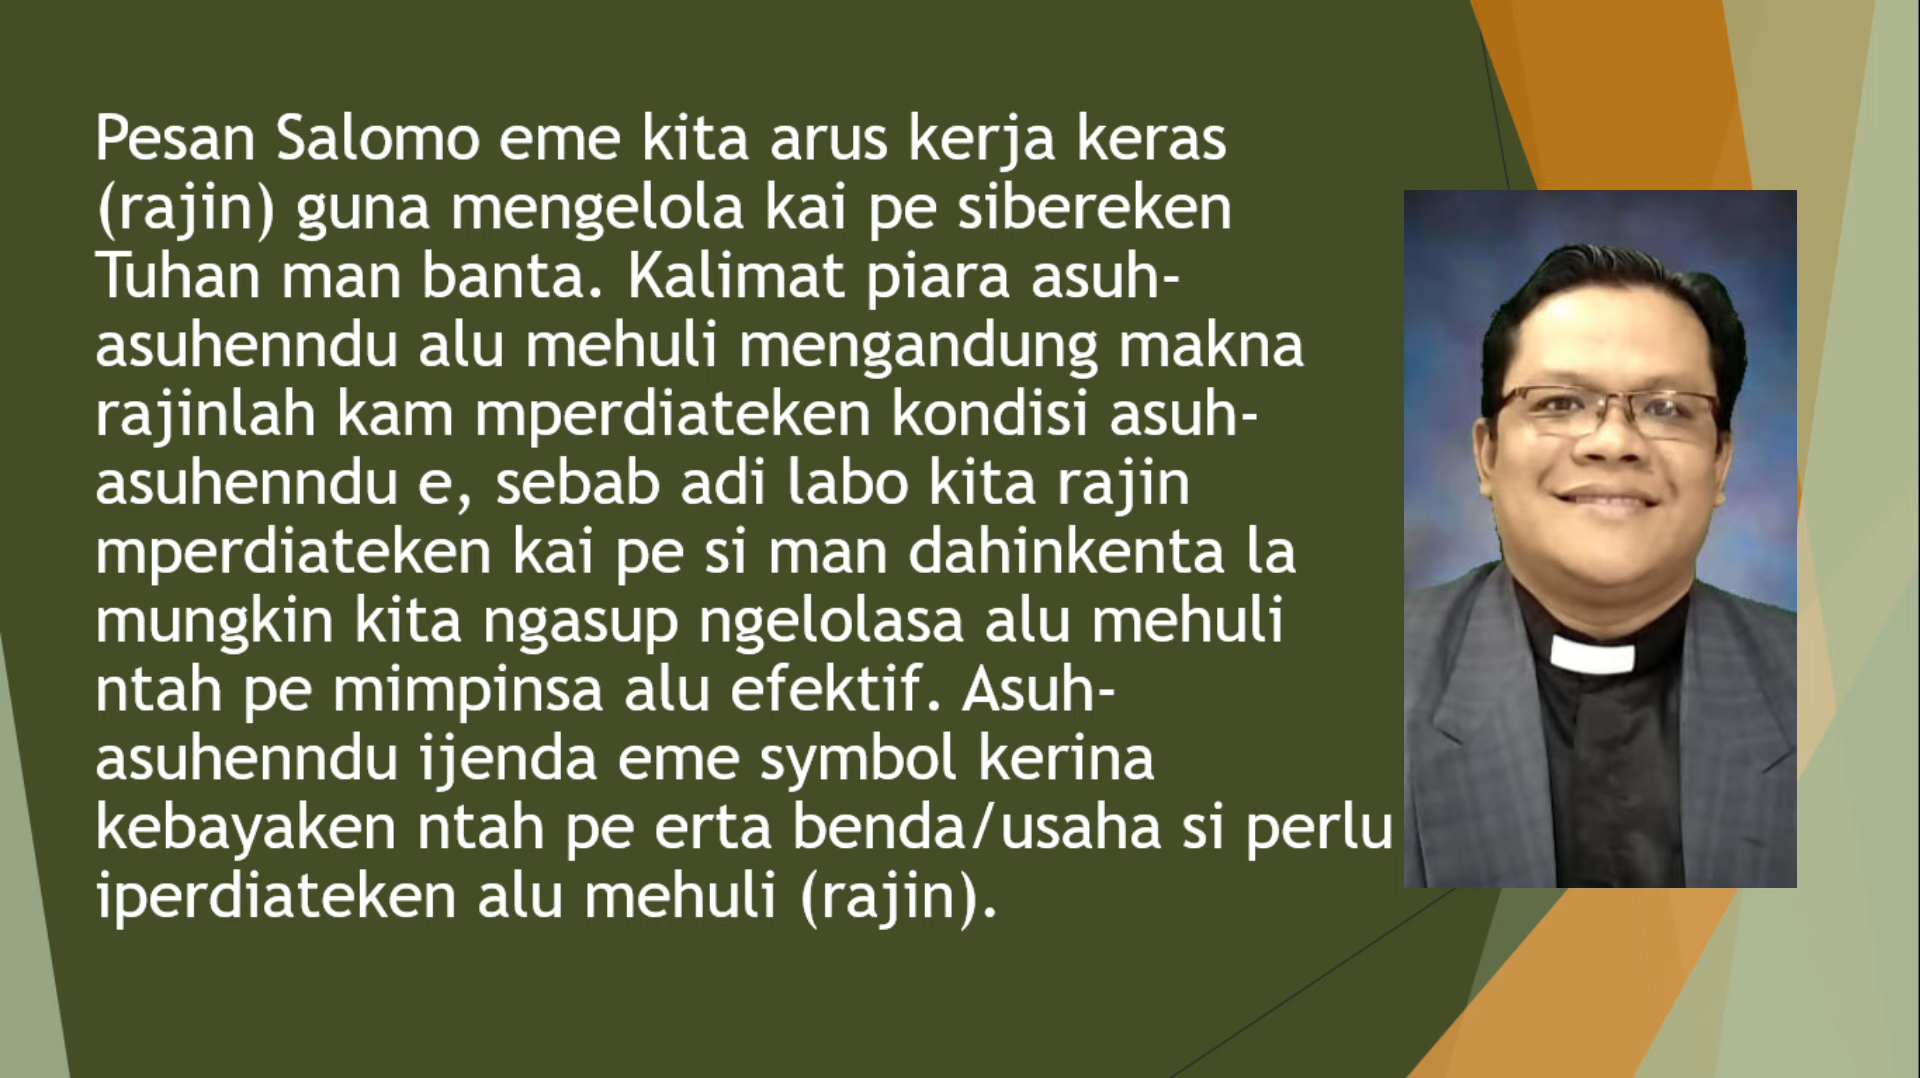 Pesan Salomo eme kita arus kerja keras
(rajin) guna mengelola kai pe sibereken
Tuhan man banta. Kalimat piara asuh-
asuhenndu alu mehuli mengandung makna
rajinlah kam mperdiateken kondisi asuh-
asuhenndu e, sebab adi labo kita rajin
mperdiateken kai pe si man dahinkenta la
mungkin kita ngasup ngelolasa alu mehuli
ntah pe mimpinsa alu efektif. Asuh-
asuhenndu ijenda eme symbol kerina
kebayaken ntah pe erta benda/usaha si perlu
iperdiateken alu mehuli (rajin).